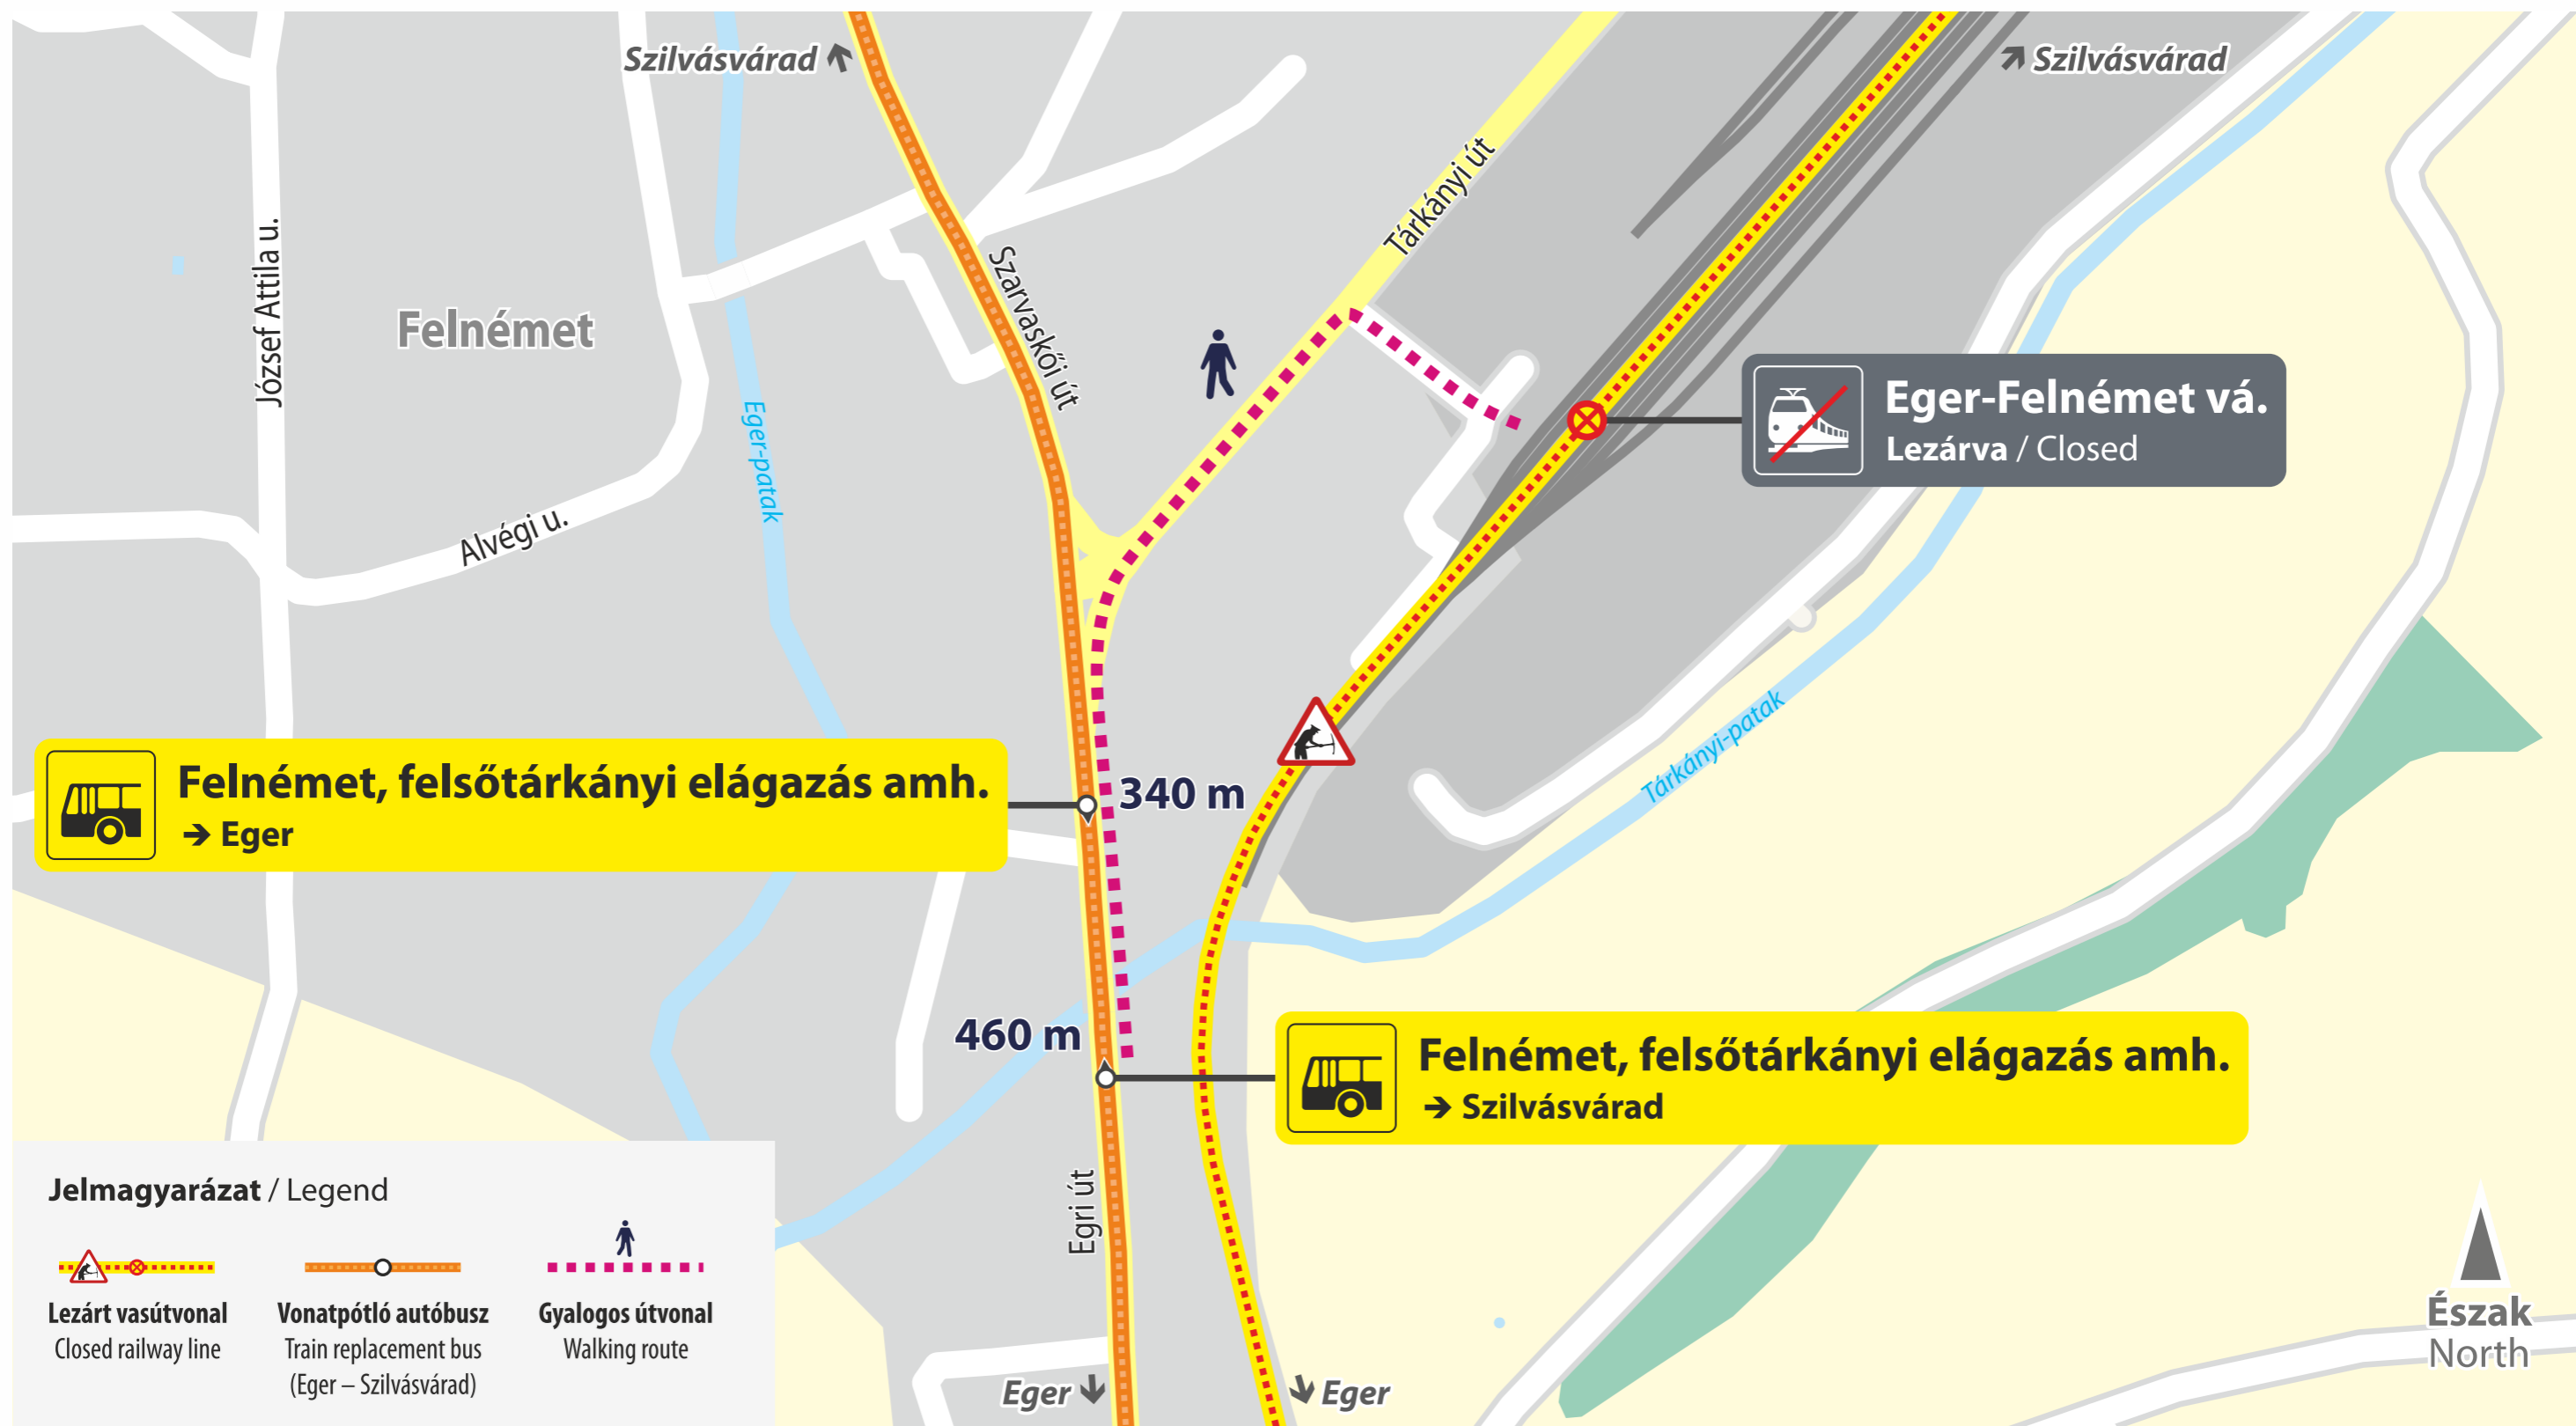 Szilvásvárad
Szilvásvárad
Tárkányi út
József Attila u.
Szarvaskői út
Felnémet
Eger-Felnémet vá.
Lezárva / Closed
Eger-patak
Alvégi u.
Tárkányi-patak
Felnémet, felsőtárkányi elágazás amh.
→ Eger
340 m
460 m
Felnémet, felsőtárkányi elágazás amh.
→ Szilvásvárad
Egri út
Jelmagyarázat / Legend
Lezárt vasútvonal
Closed railway line
Vonatpótló autóbusz
Train replacement bus
(Eger – Szilvásvárad)
Gyalogos útvonal
Walking route
Eger
Eger
Észak
North